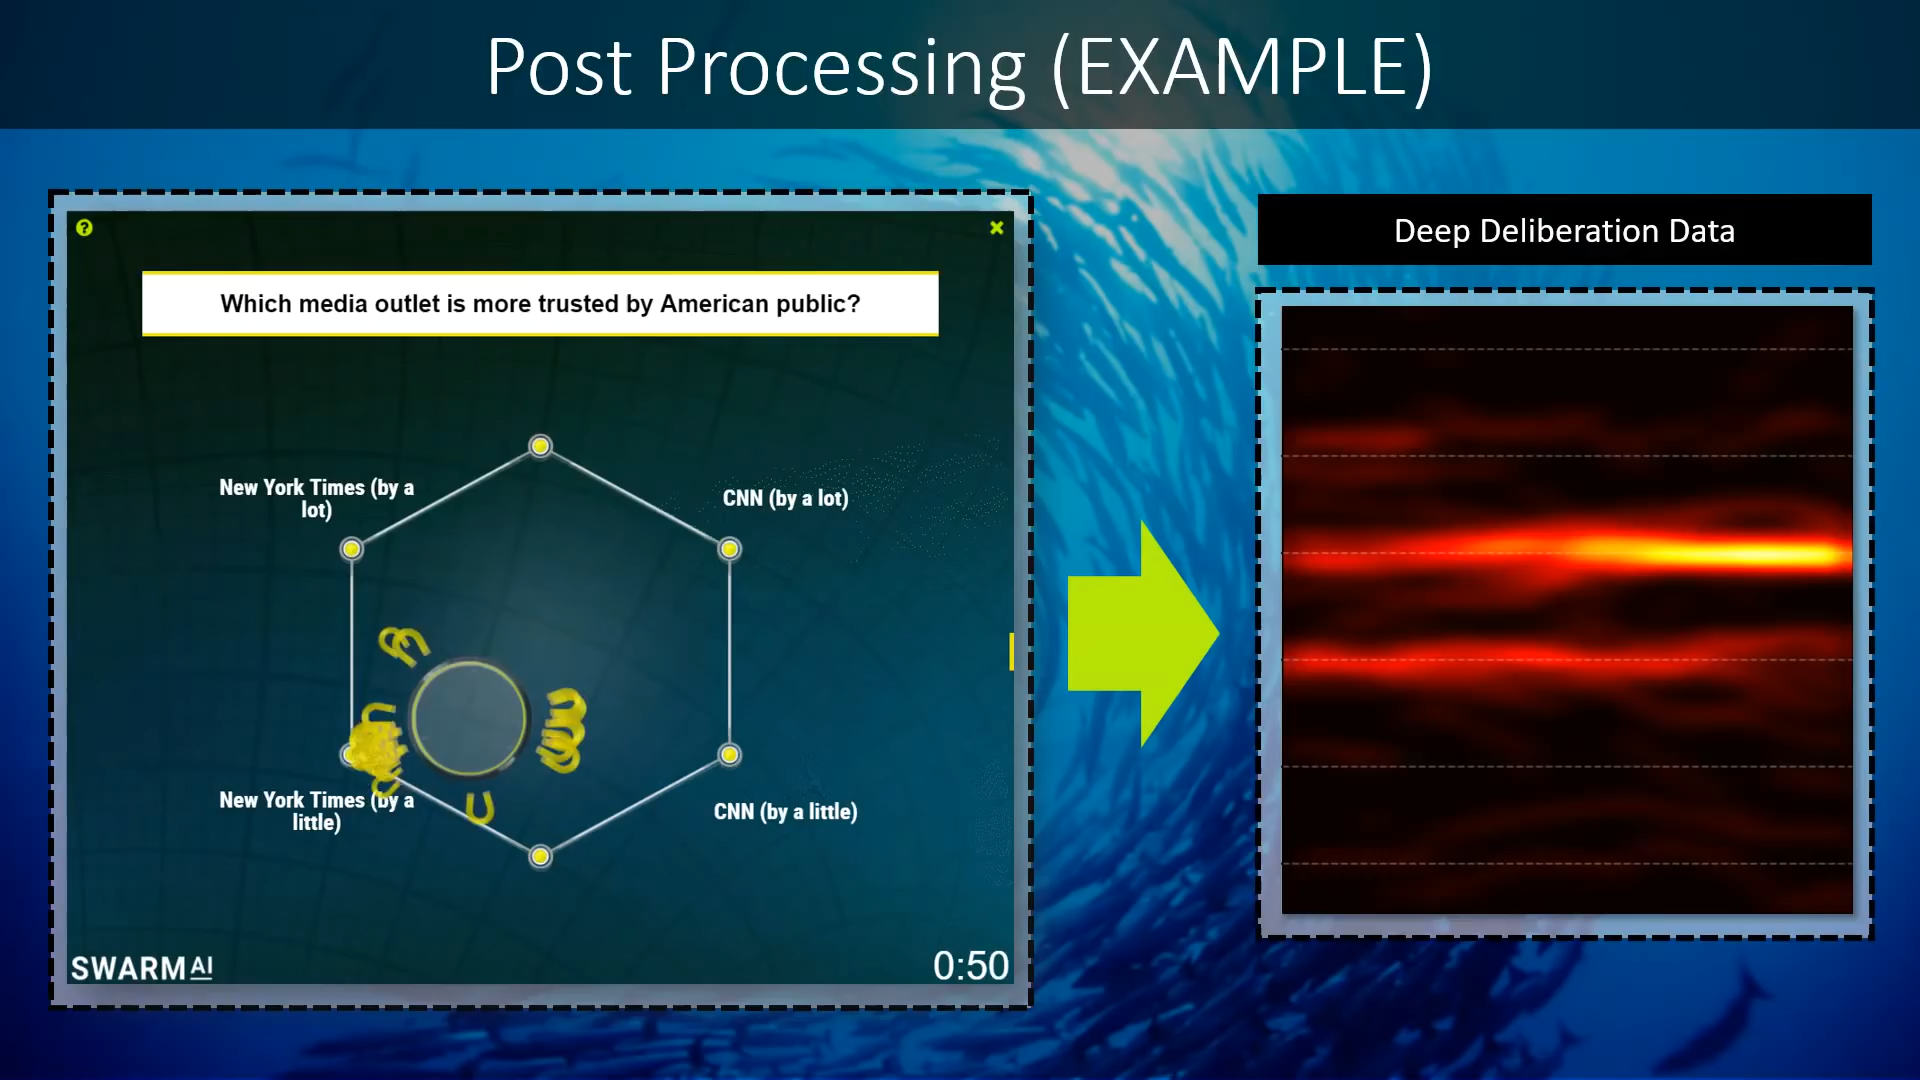 Post Processing (EXAMPLE)
?
Which media outlet is more trusted by American public?
New York Times (by a
lot)
CNN (by a lot)
New York Times (by a
little)
CNN (by a little)
SWARM AI
0:50
Deep Deliberation Data